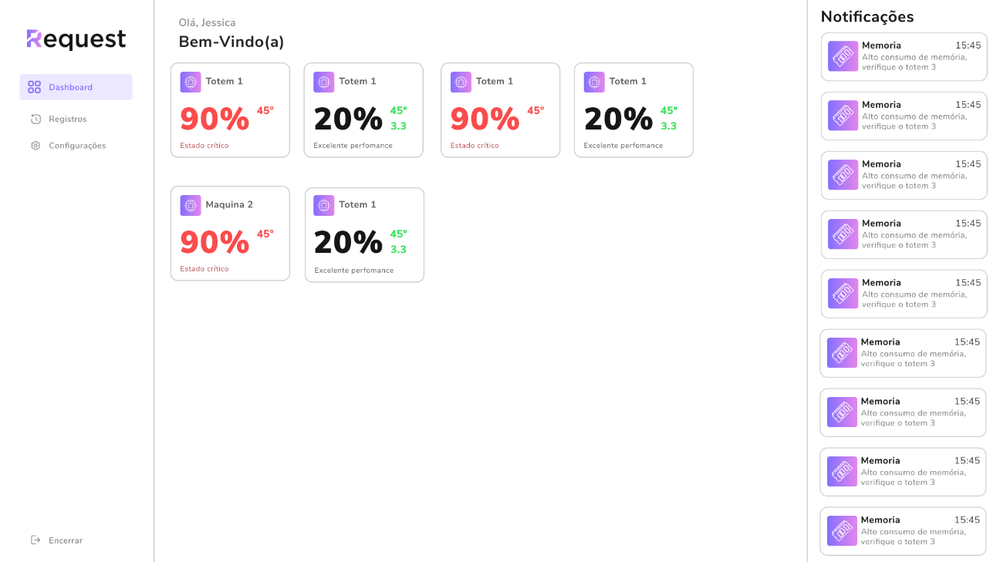 Request
Dashboard
Registros
Configurações
Encerrar
Olá, Jessica
Bem-Vindo(a)
Totem 1
90% 45°
Estado crítico
Totem 1
20% 45°
3.3
Excelente perfomance
Totem 1
90% 45°
Estado crítico
Totem 1
20% 45°
3.3
Excelente perfomance
Maquina 2
90% 45°
Estado crítico
Totem 1
20% 45°
3.3
Excelente perfomance
Notificações
Memoria 15:45
Alto consumo de memória,
verifique o totem 3
Memoria 15:45
Alto consumo de memória,
verifique o totem 3
Memoria 15:45
Alto consumo de memória,
verifique o totem 3
Memoria 15:45
Alto consumo de memória,
verifique o totem 3
Memoria 15:45
Alto consumo de memória,
verifique o totem 3
Memoria 15:45
Alto consumo de memória,
verifique o totem 3
Memoria 15:45
Alto consumo de memória,
verifique o totem 3
Memoria 15:45
Alto consumo de memória,
verifique o totem 3
Memoria 15:45
Alto consumo de memória,
verifique o totem 3